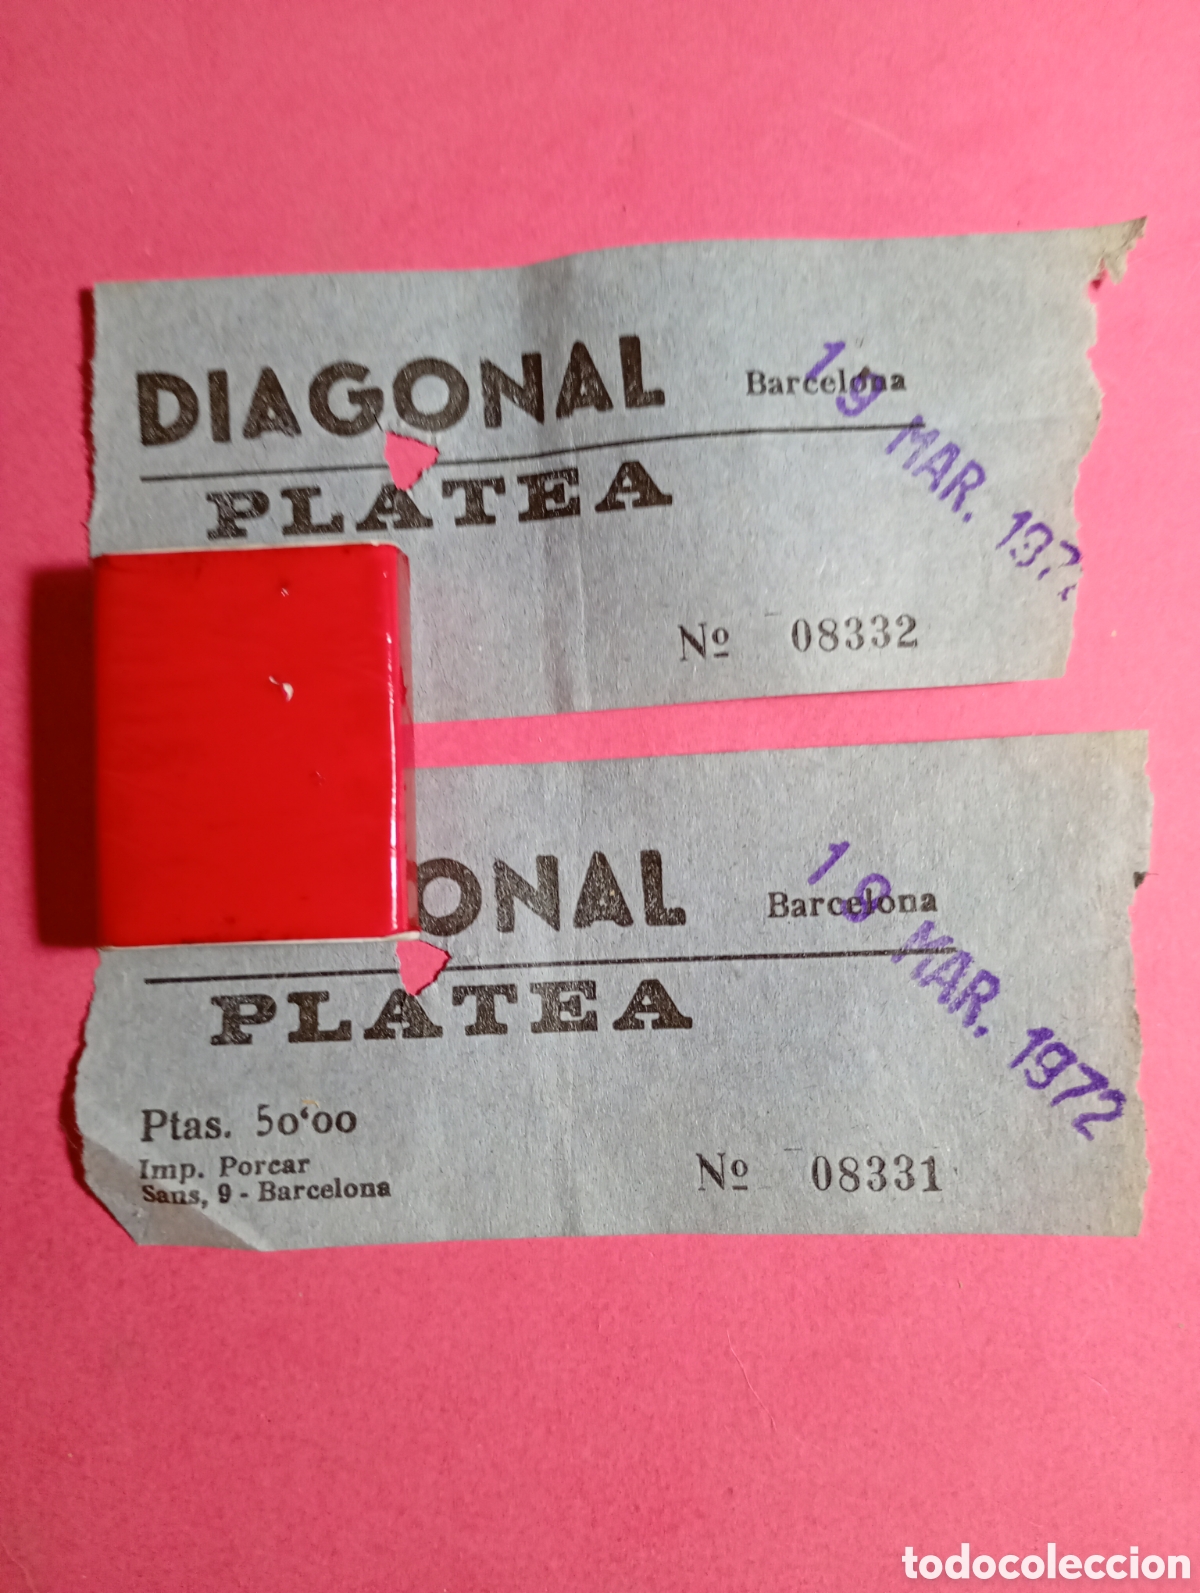 DIAGONAL Barcelona
19 MAR. 197
PLATEA
Nº 08332
ONAL Barcelona
19 MAR. 1972
PLATEA
Ptas. 50'00
Imp. Porcar
Sans, 9 - Barcelona
Nº 08331
todocoleccion